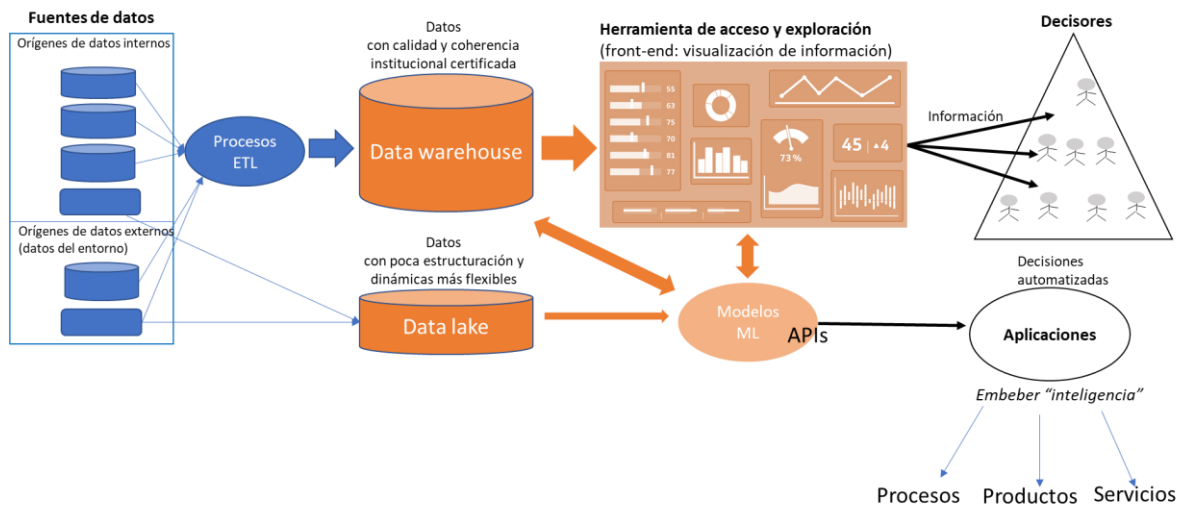 Fuentes de datos
Orígenes de datos internos
Orígenes de datos externos
(datos del entorno)
Procesos
ETL
Datos
con calidad y coherencia
institucional certificada
Data warehouse
Datos
con poca estructuración y
dinámicas más flexibles
Data lake
Herramienta de acceso y exploración
(front-end: visualización de información)
55
63
75
70
81
77
73 %
45 | ▲4
Modelos
ML
APIs
Decisores
Información
Decisiones
automatizadas
Aplicaciones
Embeber “inteligencia”
Procesos
Productos
Servicios